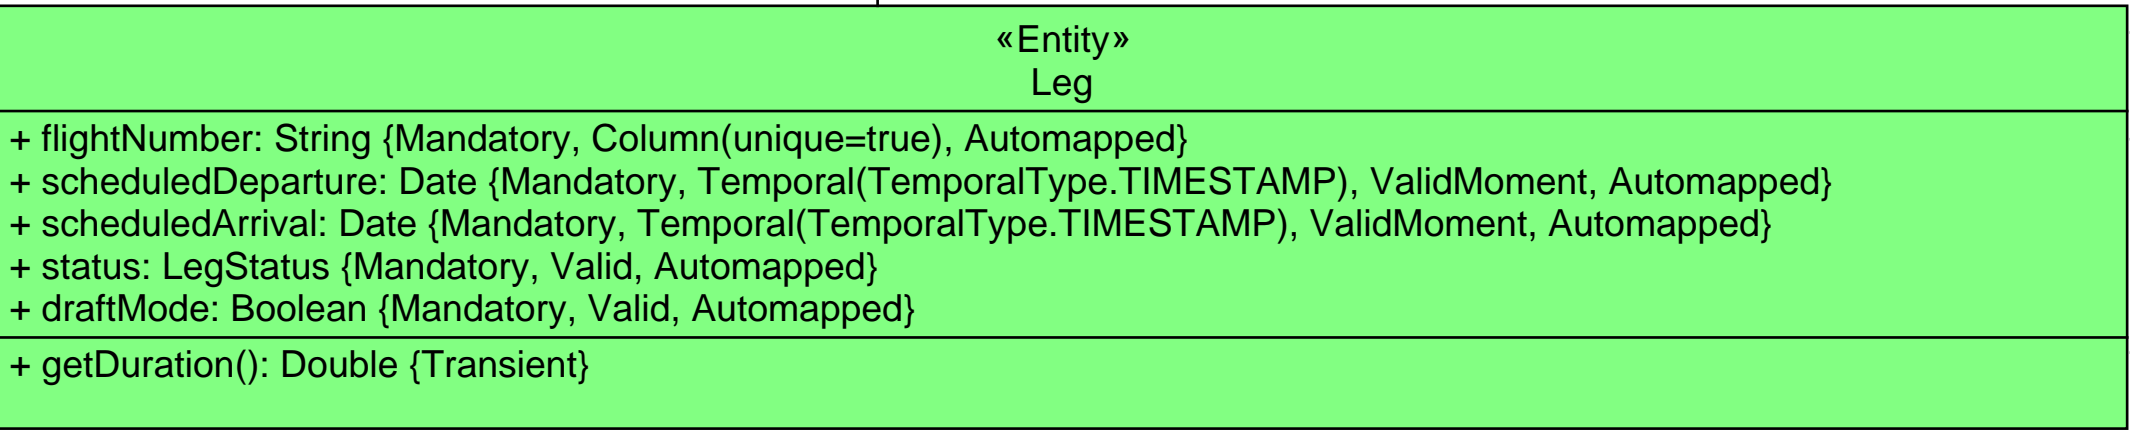 «Entity»
Leg
+ flightNumber: String {Mandatory, Column(unique=true), Automapped}
+ scheduledDeparture: Date {Mandatory, Temporal(TemporalType.TIMESTAMP), ValidMoment, Automapped}
+ scheduledArrival: Date {Mandatory, Temporal(TemporalType.TIMESTAMP), ValidMoment, Automapped}
+ status: LegStatus {Mandatory, Valid, Automapped}
+ draftMode: Boolean {Mandatory, Valid, Automapped}
+ getDuration(): Double {Transient}